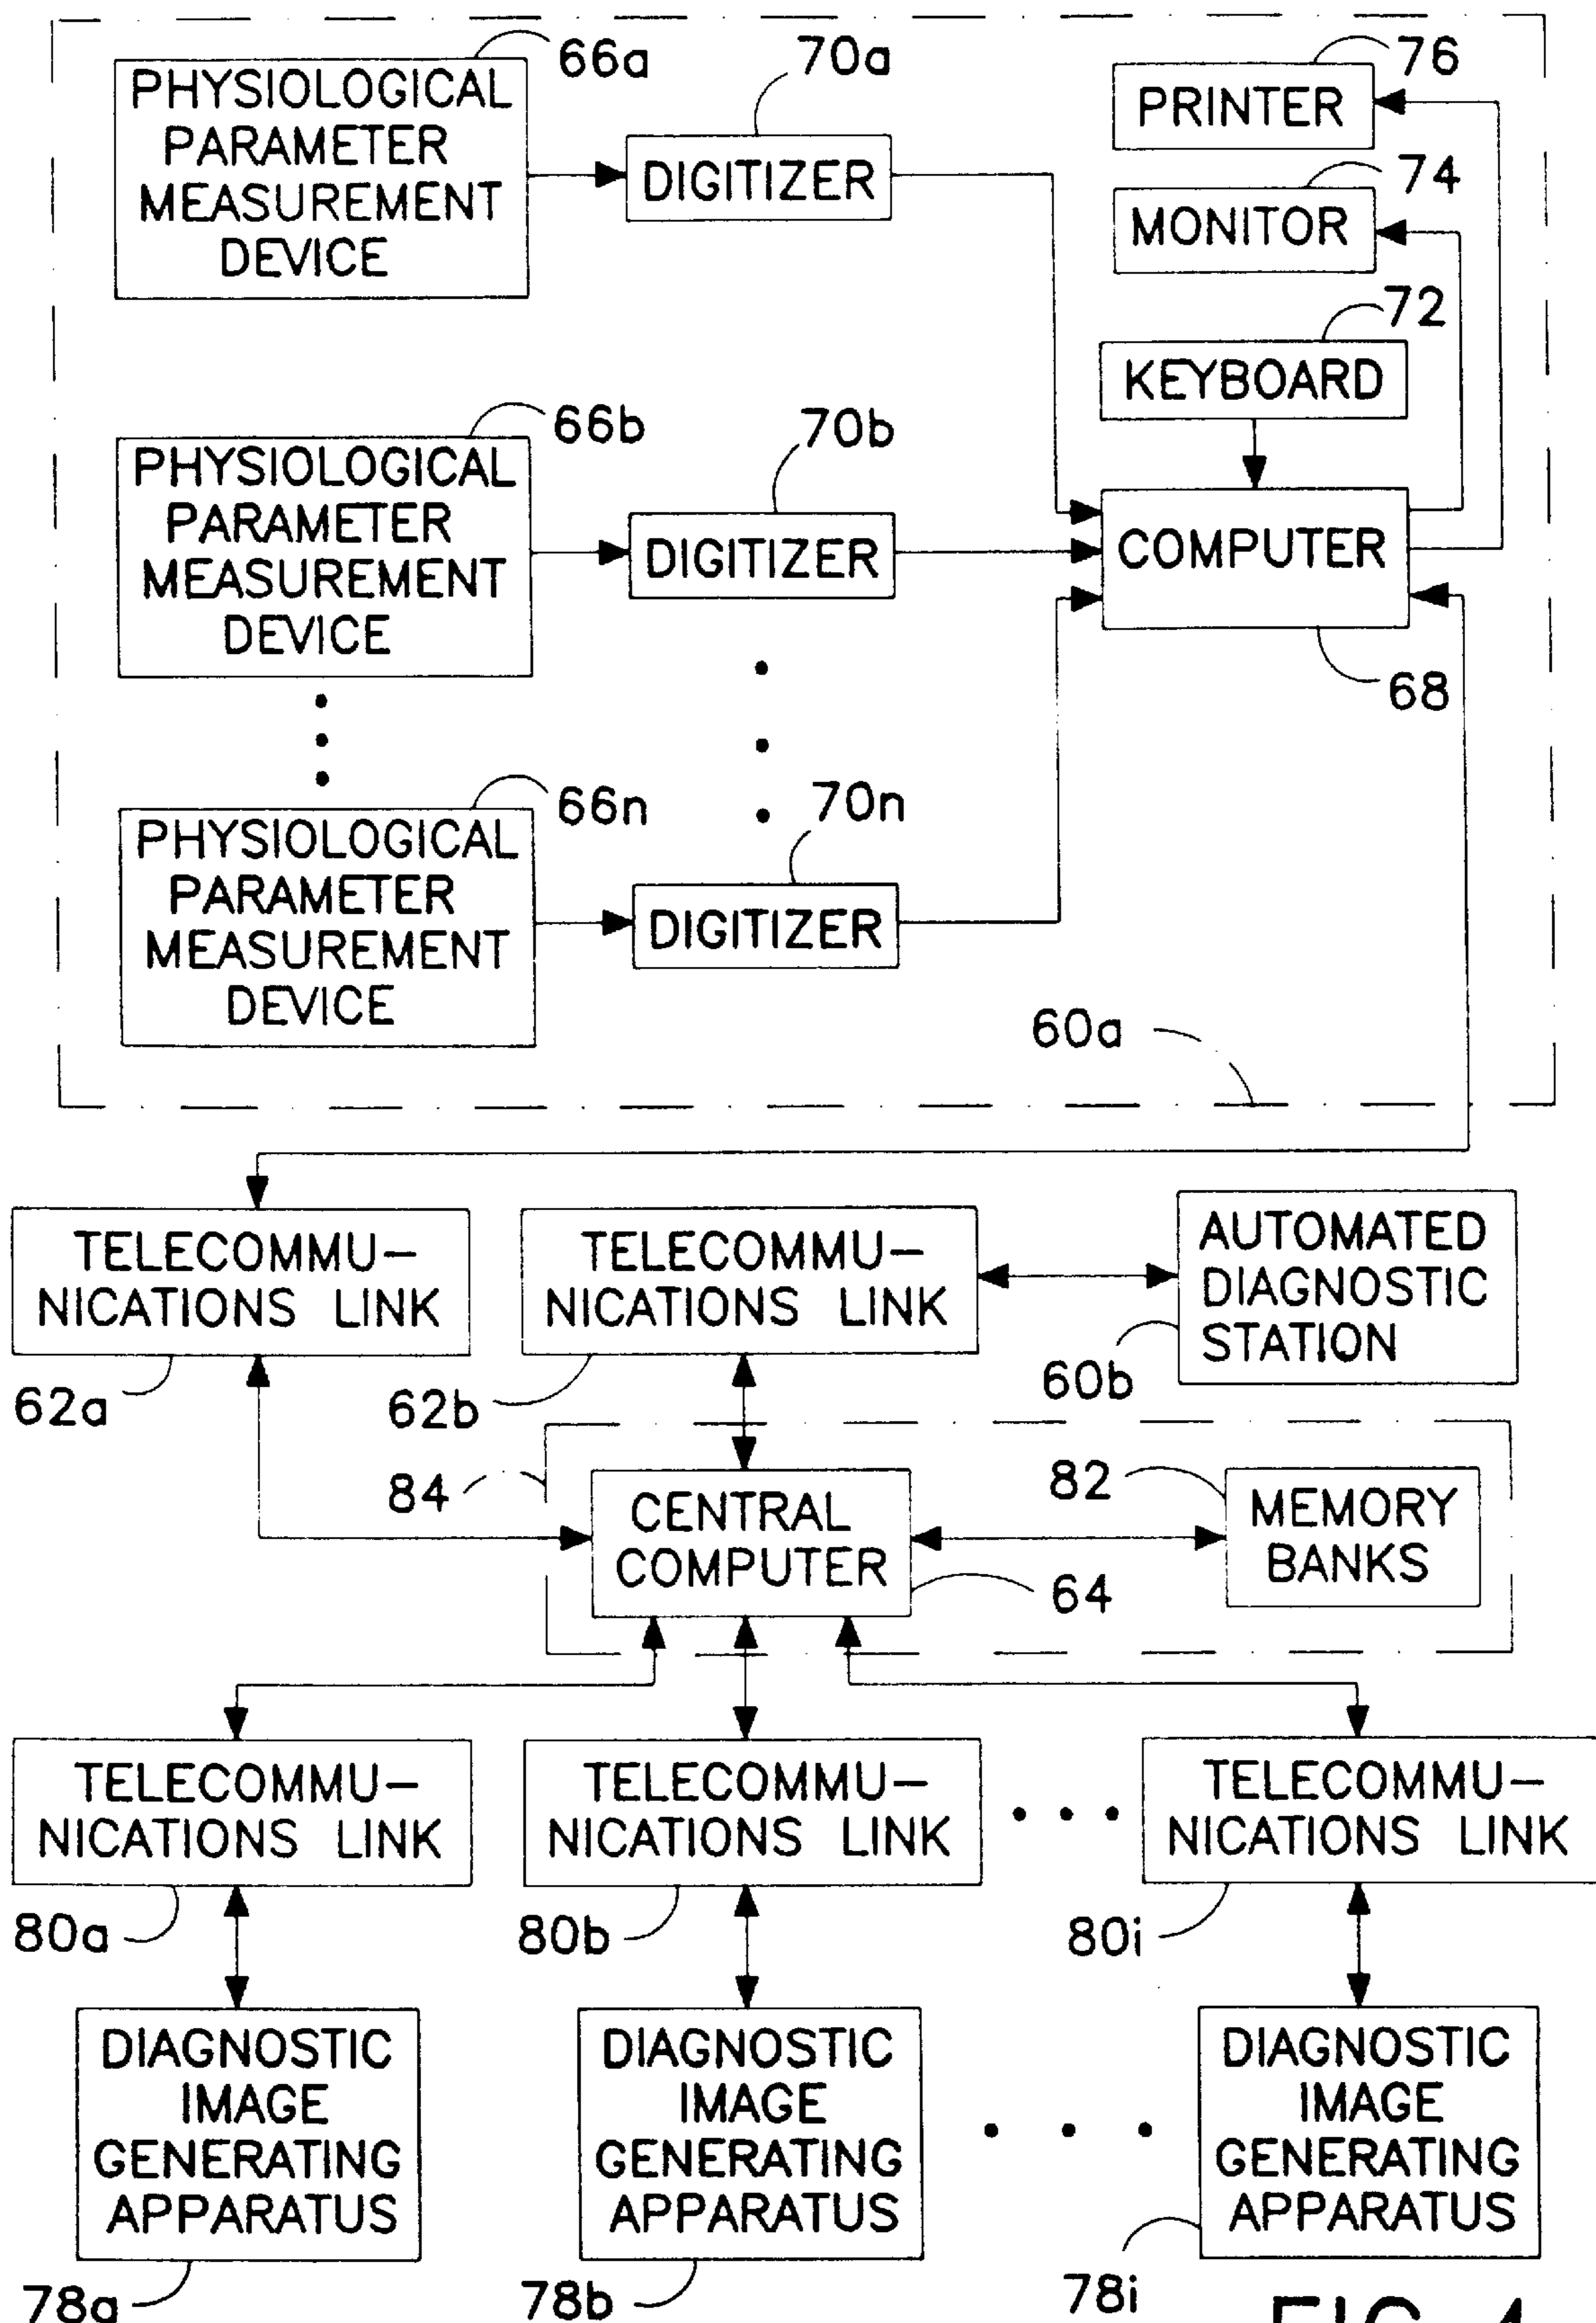 66a
70a
76
PHYSIOLOGICAL
PARAMETER
MEASUREMENT
DEVICE
DIGITIZER
PRINTER
74
MONITOR
72
KEYBOARD
66b
70b
PHYSIOLOGICAL
PARAMETER
MEASUREMENT
DEVICE
DIGITIZER
COMPUTER
68
66n
70n
PHYSIOLOGICAL
PARAMETER
MEASUREMENT
DEVICE
DIGITIZER
60a
TELECOMMU-
NICATIONS LINK
62a
TELECOMMU-
NICATIONS LINK
62b
AUTOMATED
DIAGNOSTIC
STATION
60b
84
CENTRAL
COMPUTER
64
82
MEMORY
BANKS
TELECOMMU-
NICATIONS LINK
80a
TELECOMMU-
NICATIONS LINK
80b
TELECOMMU-
NICATIONS LINK
80i
DIAGNOSTIC
IMAGE
GENERATING
APPARATUS
78a
DIAGNOSTIC
IMAGE
GENERATING
APPARATUS
78b
DIAGNOSTIC
IMAGE
GENERATING
APPARATUS
78i